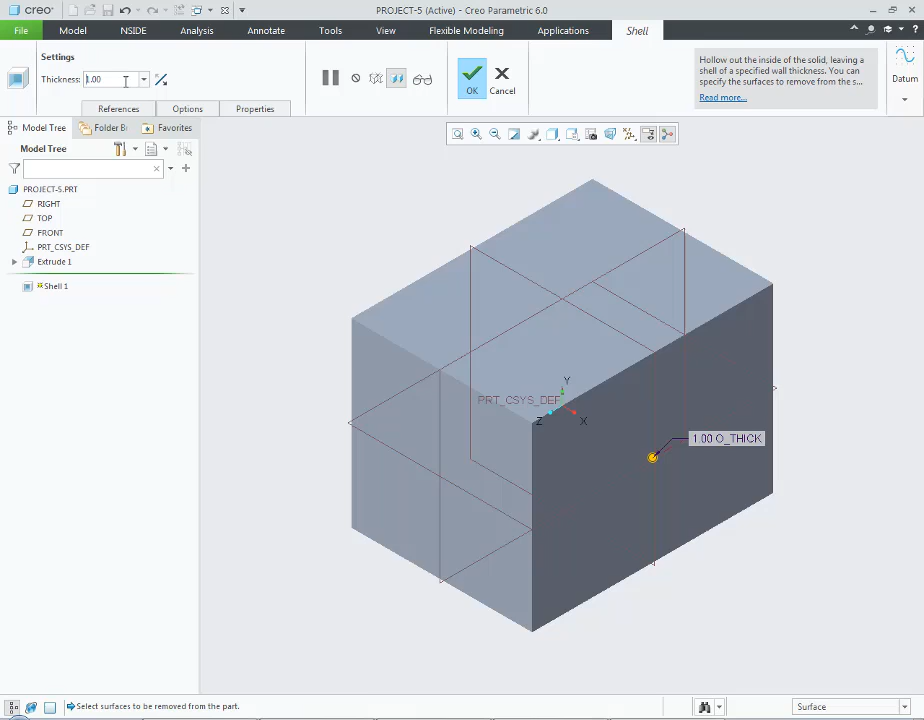 creo
PROJECT-5 (Active) - Creo Parametric 6.0
File Model NSIDE Analysis Annotate Tools View Flexible Modeling Applications Shell
Settings
Thickness: 1.00
OK
Cancel
Hollow out the inside of the solid, leaving a
shell of a specified wall thickness. You can
specify the surfaces to removed from the s...
Read more...
Datum
References Options Properties
Model Tree Folder Br Favorites
Model Tree
PROJECT-5.PRT
RIGHT
TOP
FRONT
PRT_CSYS_DEF
Extrude 1
Shell 1
Y
PRT_CSYS_DEF
Z X
1.00 O_THICK
Select surfaces to be removed from the part.
Surface